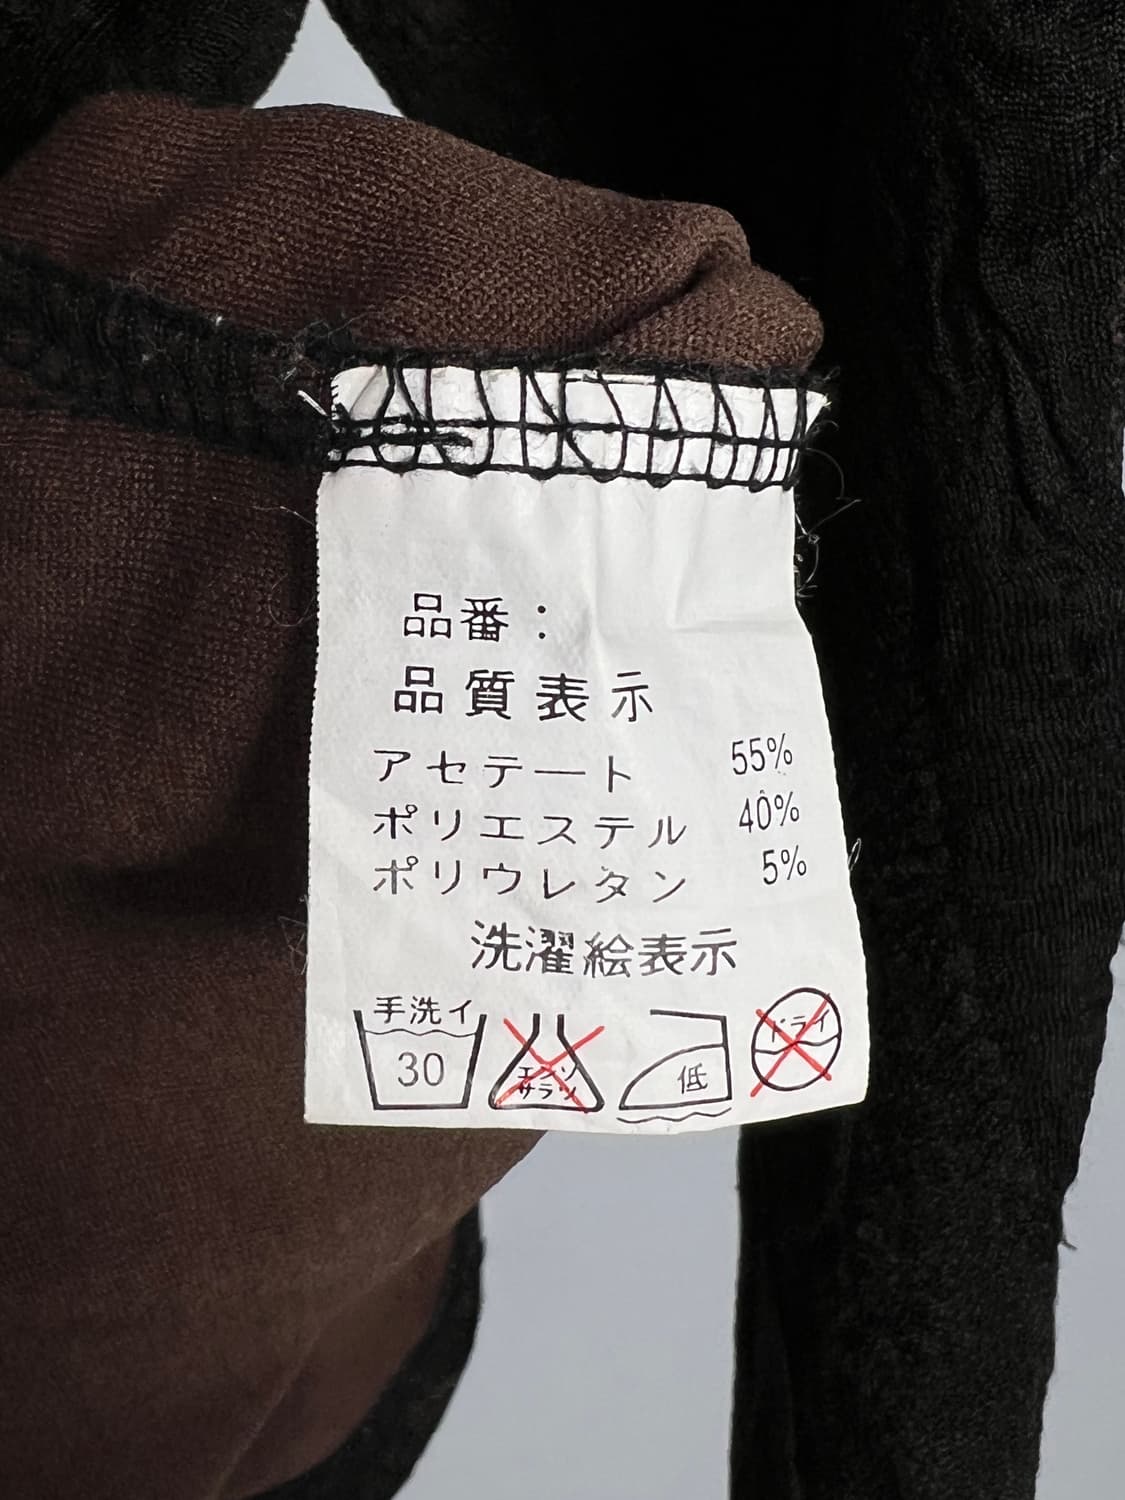 品番：
品質表示
アセテート 55%
ポリエステル 40%
ポリウレタン 5%
洗濯絵表示
手洗イ
30
エンソ
サラシ
低
ドライ